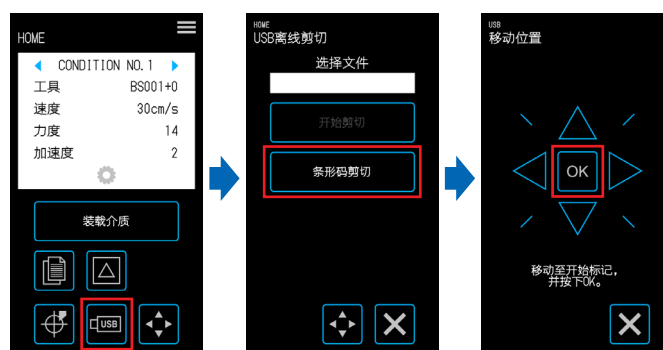 HOME
CONDITION NO.1
工具 BS001+0
速度 30cm/s
力度 14
加速度 2
装载介质
USB
HOME
USB离线剪切
选择文件
开始剪切
条形码剪切
USB
移动位置
OK
移动至开始标记，
并按下OK。